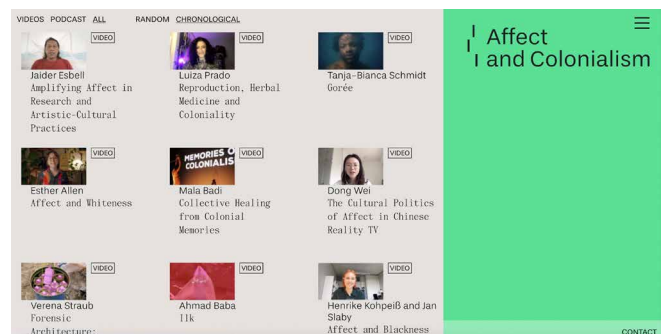 VIDEOS PODCAST ALL RANDOM CHRONOLOGICAL
Affect
and Colonialism
VIDEO
Jaider Esbell
Amplifying Affect in
Research and
Artistic-Cultural
Practices
VIDEO
Luiza Prado
Reproduction, Herbal
Medicine and
Coloniality
VIDEO
Tanja-Bianca Schmidt
Gorée
VIDEO
Esther Allen
Affect and Whiteness
MEMORIES O
COLONIALIS
VIDEO
Mala Badi
Collective Healing
from Colonial
Memories
VIDEO
Dong Wei
The Cultural Politics
of Affect in Chinese
Reality TV
VIDEO
Verena Straub
Forensic
Architecture:
VIDEO
Ahmad Baba
VIDEO
Henrike Kohpeiß and Jan
Slaby
Affect and Blackness
CONTACT